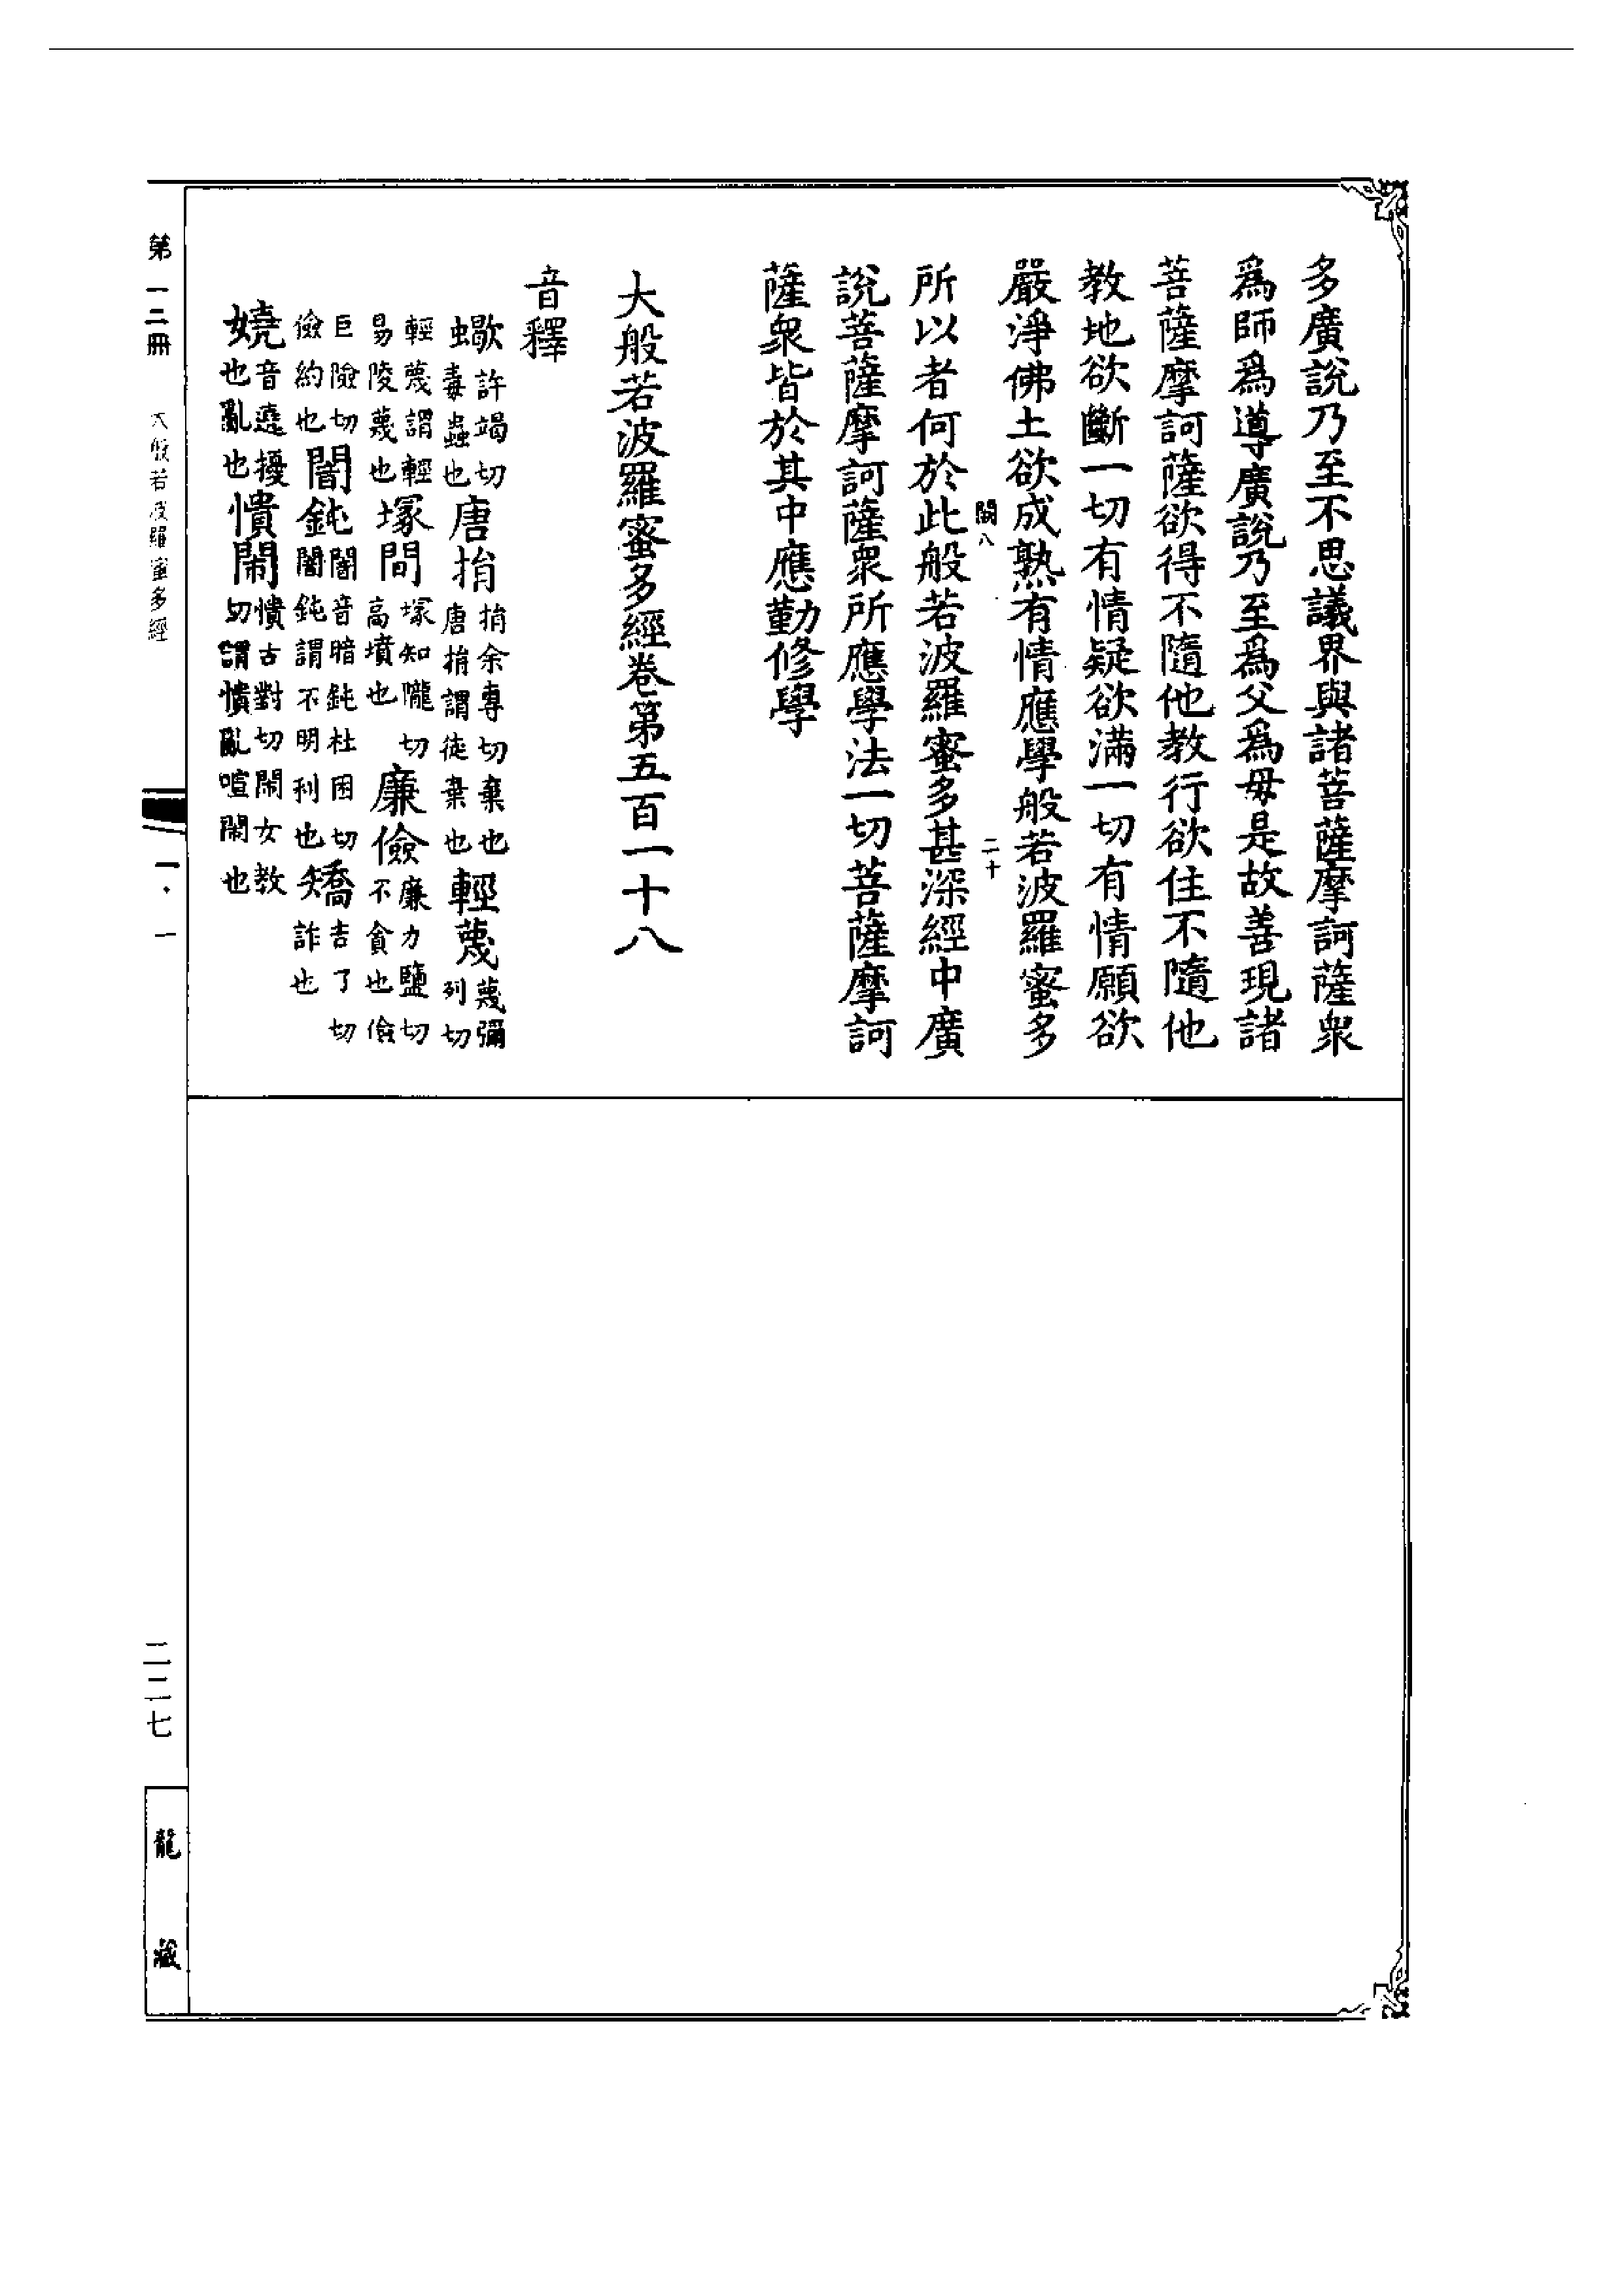 多廣說乃至不思議界與諸菩薩摩訶薩衆
爲師爲導廣說乃至爲父爲母是故善現諸
菩薩摩訶薩欲得不隨他教行欲住不隨他
教地欲斷一切有情疑欲滿一切有情願欲
嚴淨佛土欲成熟有情應學般若波羅蜜多
闕八 二十
所以者何於此般若波羅蜜多甚深經中廣
說菩薩摩訶薩衆所應學法一切菩薩摩訶
薩衆皆於其中應勤修學
大般若波羅蜜多經卷第五百一十八
音釋
蠍許竭切毒蟲也唐捐捐余專切棄也唐捐謂徒棄也輕蔑蔑彌列切
輕蔑謂輕易陵蔑也塚間塚知隴切高墳也廉儉廉力鹽切不貪也儉
巨險切儉約也闇鈍闇音暗鈍杜困切闇鈍謂不明利也矯吉了切詐也
嬈音遶擾也亂也憒鬧憒古對切鬧女教切謂憒亂喧鬧也
第一二冊 大般若波羅蜜多經
二二七
龍藏